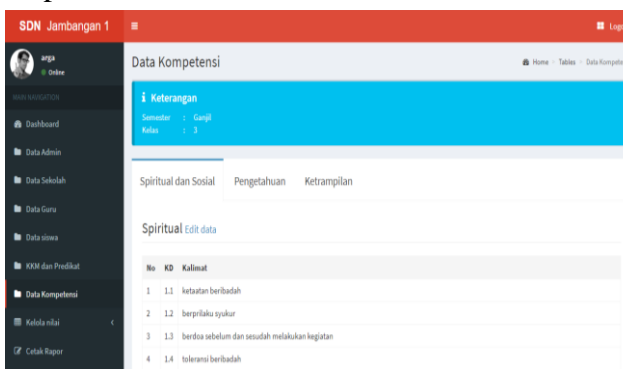 SDN Jambangan 1
Logo
arga
Online
MAIN NAVIGATION
Dashboard
Data Admin
Data Sekolah
Data Guru
Data siswa
KKM dan Predikat
Data Kompetensi
Kelola nilai
Cetak Rapor
Data Kompetensi
Home > Tables > Data Kompete
i Keterangan
Semester : Ganjil
Kelas : 3
Spiritual dan Sosial Pengetahuan Ketrampilan
Spiritual Edit data
No KD Kalimat
1 1.1 ketaatan beribadah
2 1.2 berprilaku syukur
3 1.3 berdoa sebelum dan sesudah melakukan kegiatan
4 1.4 toleransi beribadah